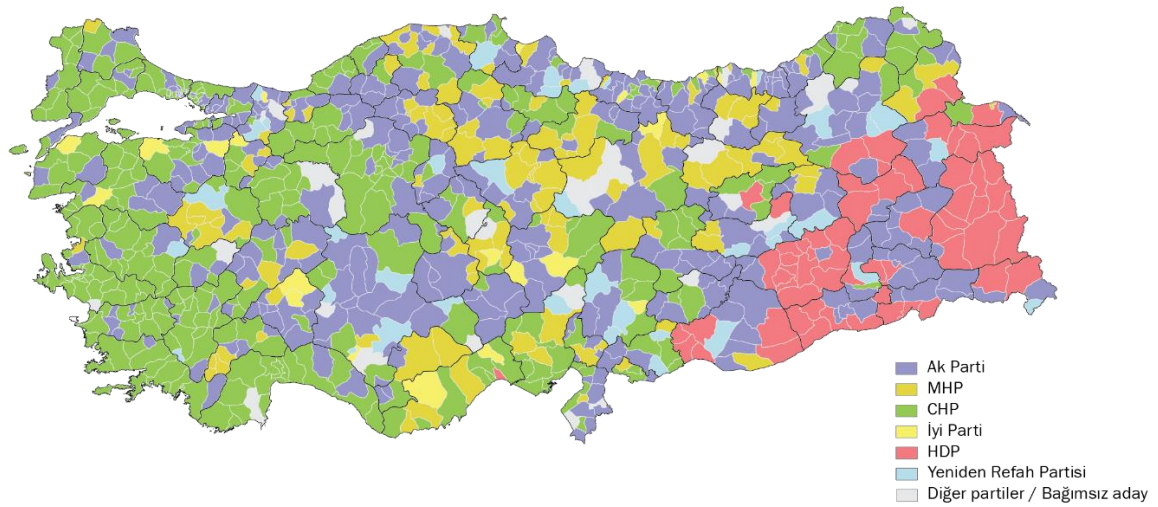 Ak Parti
MHP
CHP
İyi Parti
HDP
Yeniden Refah Partisi
Diğer partiler / Bağımsız aday